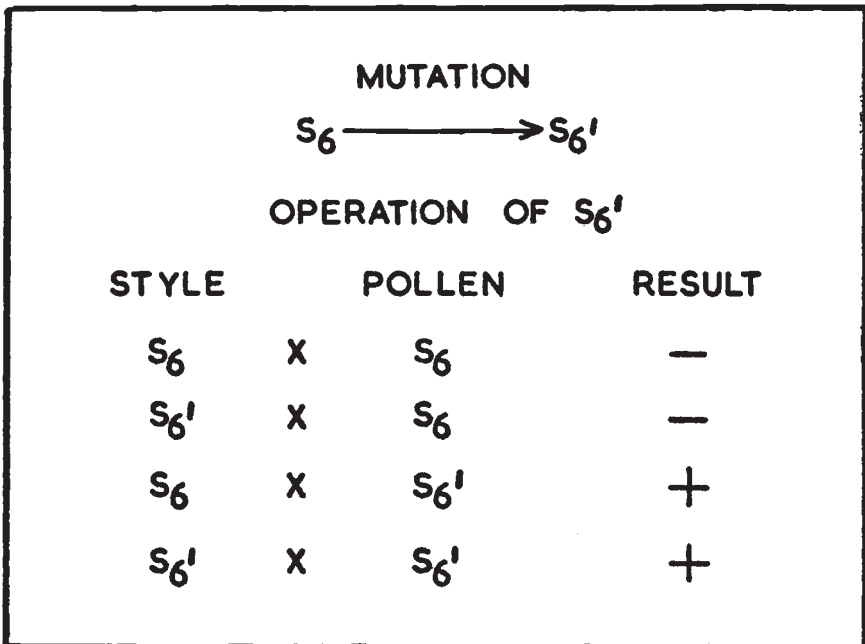 MUTATION
S6 ⟶ S6'
OPERATION OF S6'
STYLE POLLEN RESULT
S6 X S6 −
S6' X S6 −
S6 X S6' +
S6' X S6' +